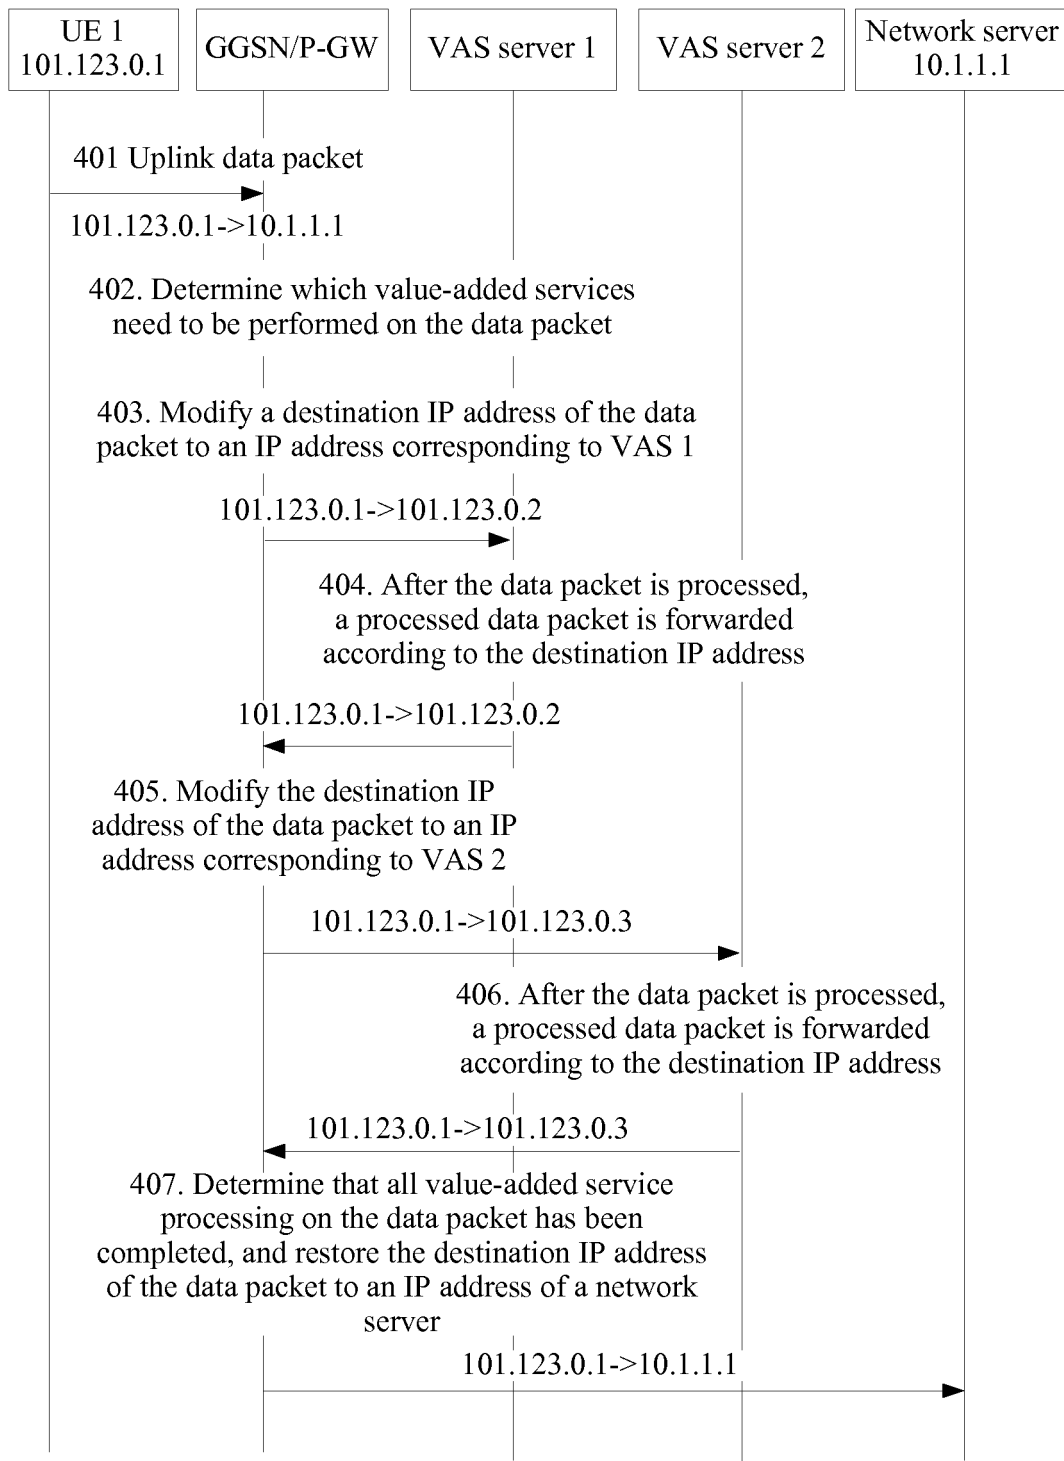 UE 1
101.123.0.1
GGSN/P-GW
VAS server 1
VAS server 2
Network server
10.1.1.1
401 Uplink data packet
101.123.0.1->10.1.1.1
402. Determine which value-added services
need to be performed on the data packet
403. Modify a destination IP address of the data
packet to an IP address corresponding to VAS 1
101.123.0.1->101.123.0.2
404. After the data packet is processed,
a processed data packet is forwarded
according to the destination IP address
101.123.0.1->101.123.0.2
405. Modify the destination IP
address of the data packet to an IP
address corresponding to VAS 2
101.123.0.1->101.123.0.3
406. After the data packet is processed,
a processed data packet is forwarded
according to the destination IP address
101.123.0.1->101.123.0.3
407. Determine that all value-added service
processing on the data packet has been
completed, and restore the destination IP address
of the data packet to an IP address of a network
server
101.123.0.1->10.1.1.1